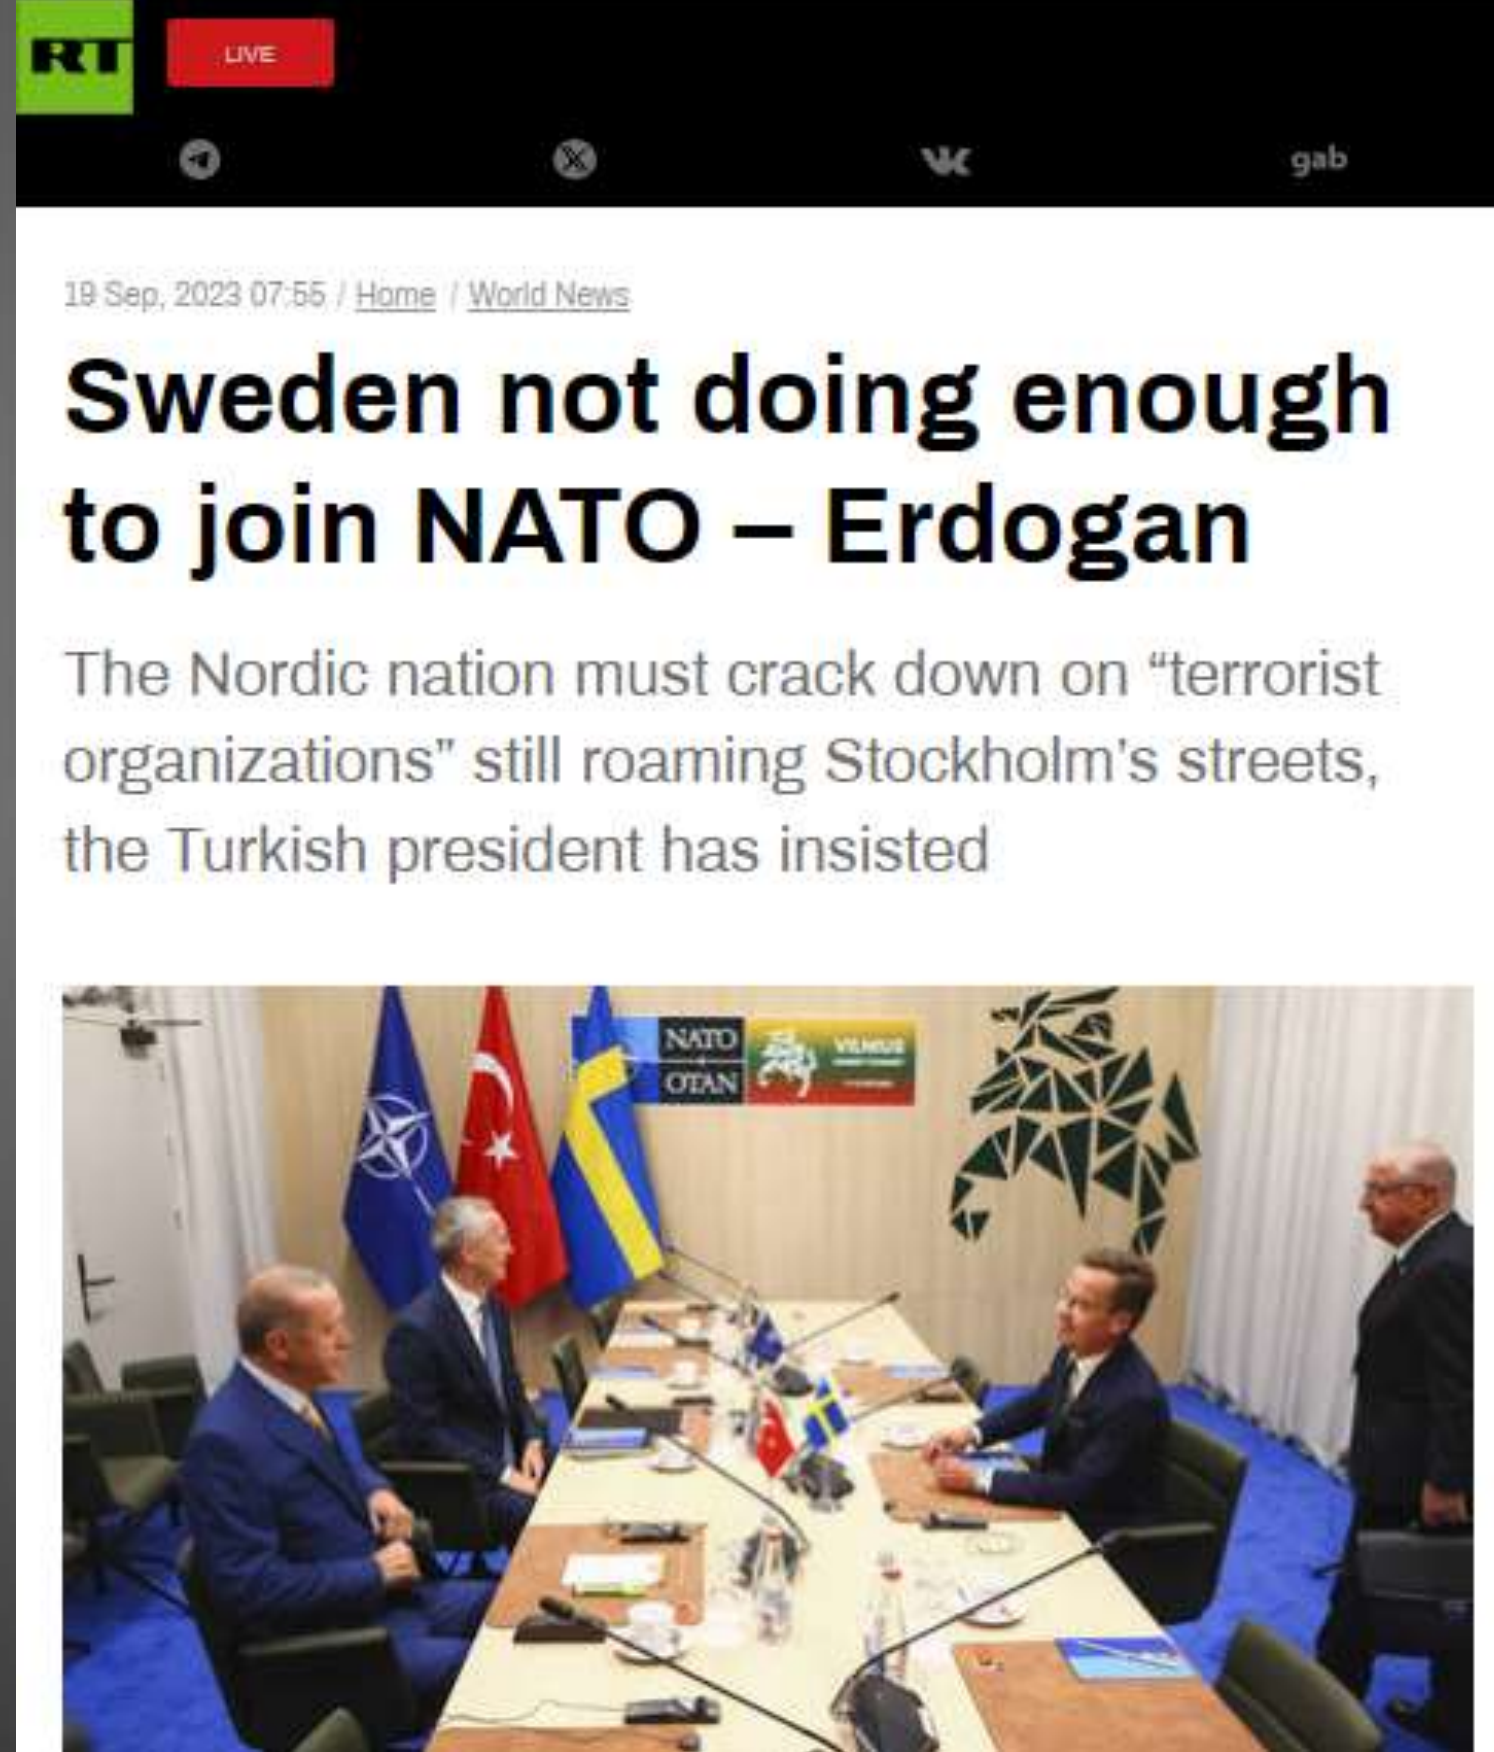 RT
LIVE
gab
19 Sep, 2023 07:55 / Home / World News
Sweden not doing enough
to join NATO – Erdogan
The Nordic nation must crack down on “terrorist
organizations” still roaming Stockholm’s streets,
the Turkish president has insisted
NATO
OTAN
VILNIUS